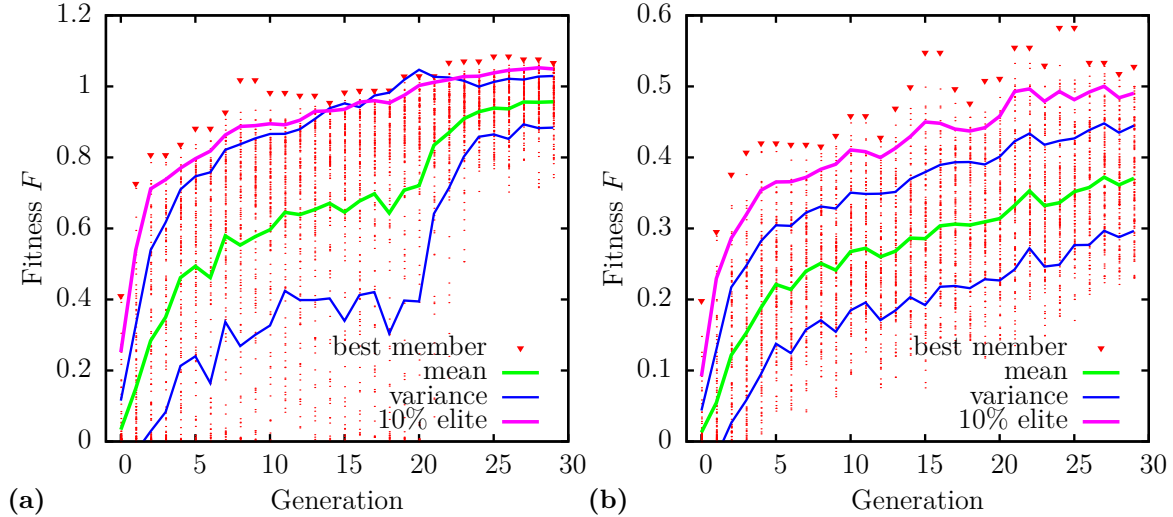 1.2
1
0.8
0.6
0.4
0.2
0
Fitness F
best member
mean
variance
10% elite
0 5 10 15 20 25 30
Generation
(a)
0.6
0.5
0.4
0.3
0.2
0.1
0
Fitness F
best member
mean
variance
10% elite
0 5 10 15 20 25 30
Generation
(b)